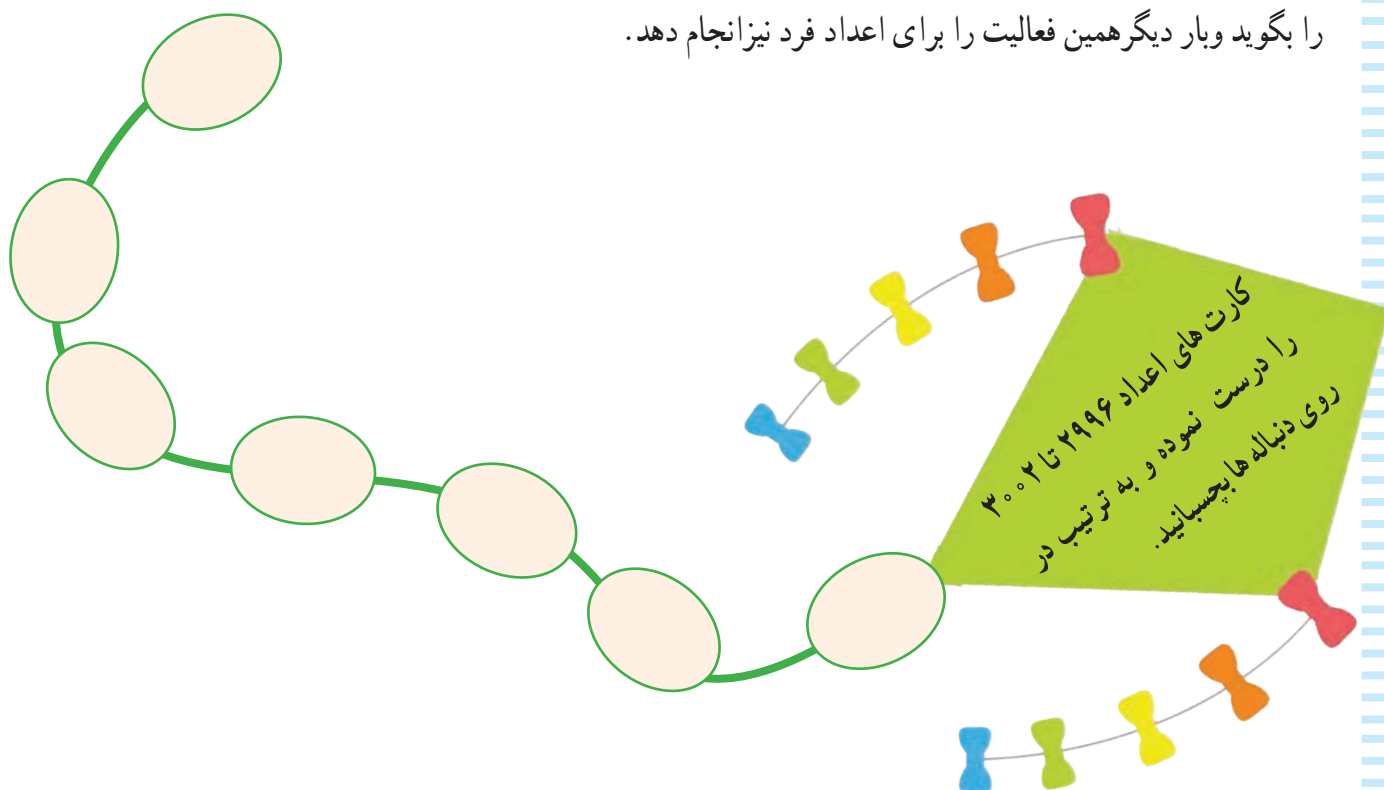 را بگوید وبار دیگرهمین فعالیت را برای اعداد فرد نیزانجام دهد.
کارت های اعداد ۲۹۹۶ تا ۳۰۰۲
را درست نموده و به ترتیب در
روی دنباله هابچسبانید.